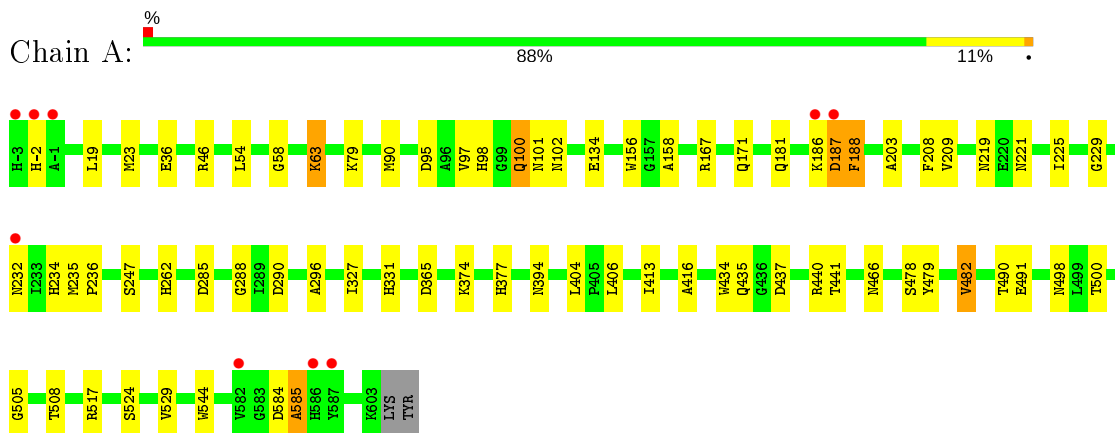 %
Chain A:
88% 11% •
H-3 H-2 A-1 L19 M23 E36 R46 L54 G58 K63 K79 M90 D95 A96 V97 H98 G99 Q100 N101 N102 E134 W156 G157 A158 R167 Q171 Q181 K186 D187 F188 A203 F208 V209 N219 E220 N221 I225 G229
N232 I233 H234 M235 P236 S247 H262 D285 G288 I289 D290 A296 I327 H331 D365 K374 H377 N394 L404 P405 L406 I413 A416 W434 Q435 G436 D437 R440 T441 N466 S478 Y479 V482 T490 E491 N498 L499 T500
G505 T508 R517 S524 V529 W544 V582 G583 D584 A585 H586 Y587 K603 LYS TYR